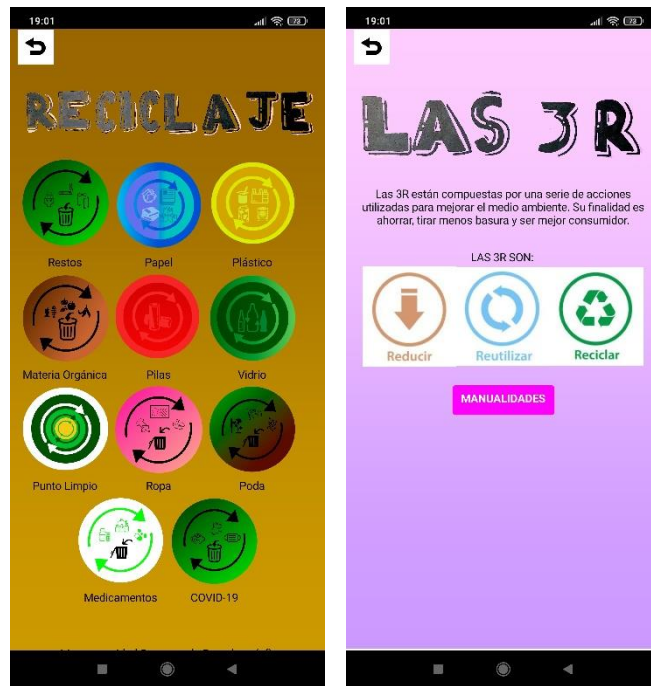 19:01
72
RECICLAJE
Restos
Papel
Plástico
Materia Orgánica
Pilas
Vidrio
Punto Limpio
Ropa
Poda
Medicamentos
COVID-19
19:01
72
LAS 3R
Las 3R están compuestas por una serie de acciones
utilizadas para mejorar el medio ambiente. Su finalidad es
ahorrar, tirar menos basura y ser mejor consumidor.
LAS 3R SON:
Reducir
Reutilizar
Reciclar
MANUALIDADES